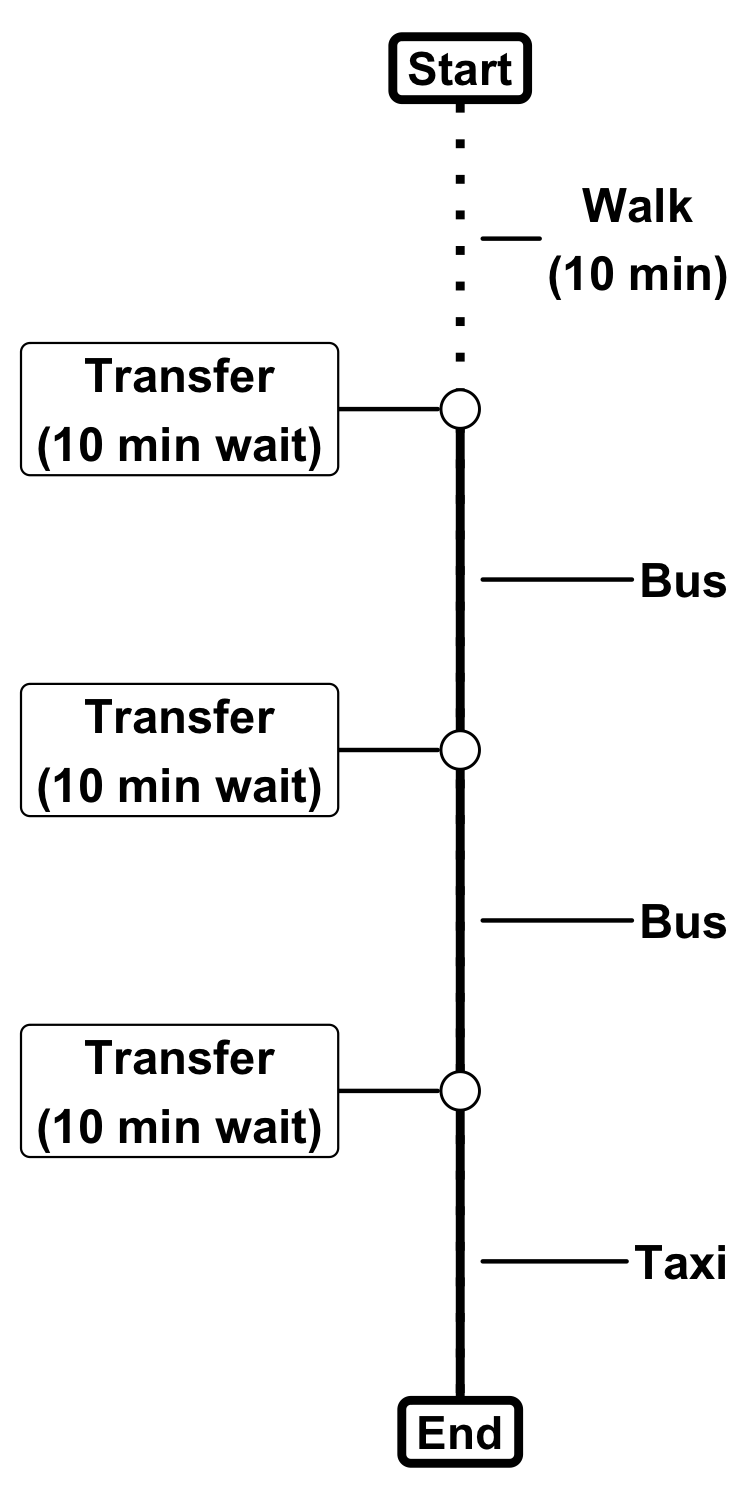 Start
Walk
(10 min)
Transfer
(10 min wait)
Bus
Transfer
(10 min wait)
Bus
Transfer
(10 min wait)
Taxi
End